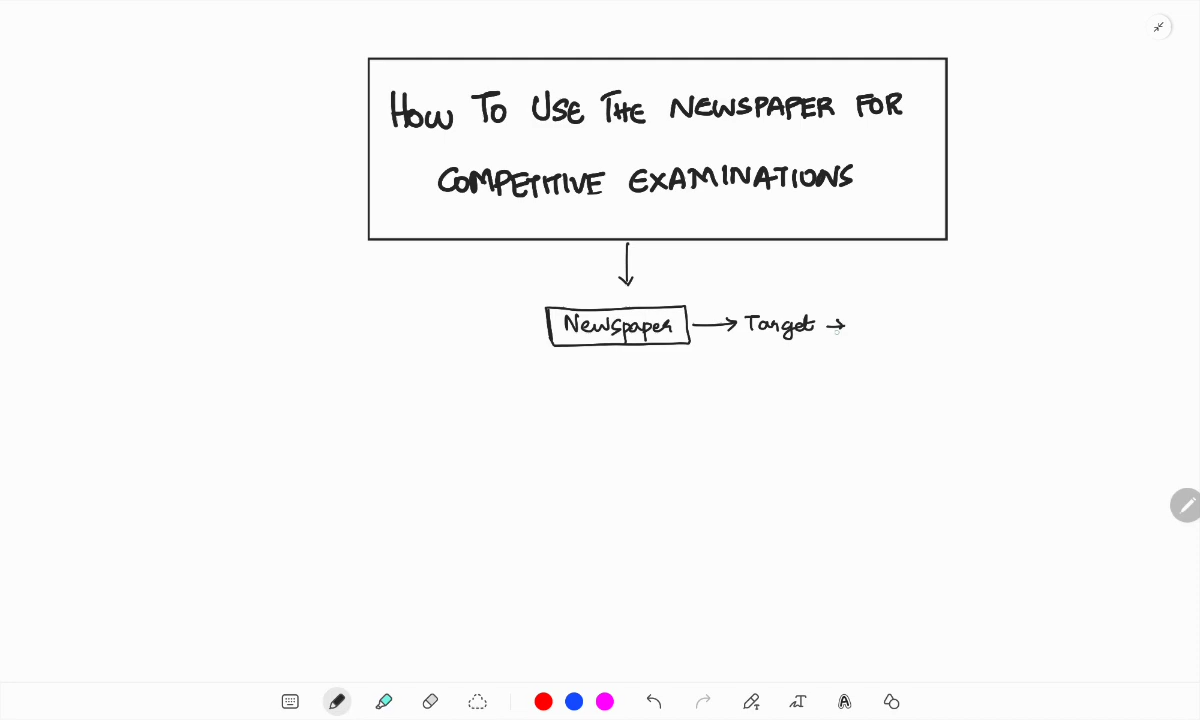 HOW TO USE THE NEWSPAPER FOR
COMPETITIVE EXAMINATIONS
Newspaper → Target →